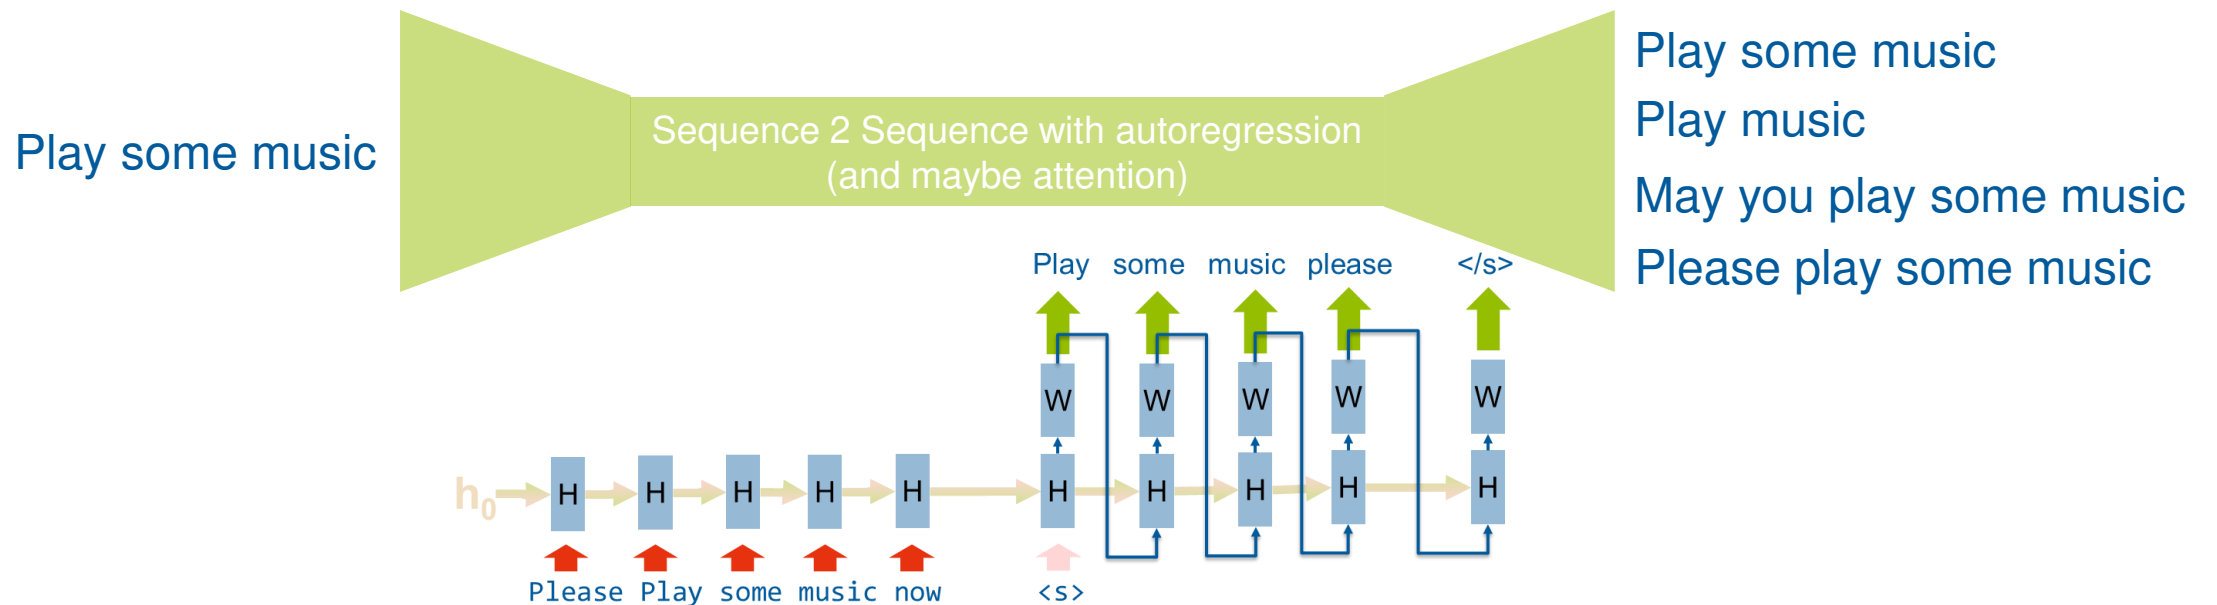 Play some music
Sequence 2 Sequence with autoregression
(and maybe attention)
Play some music
Play music
May you play some music
Please play some music
Play some music please </s>
W W W W W
h0 H H H H H H H H H H
Please Play some music now <s>